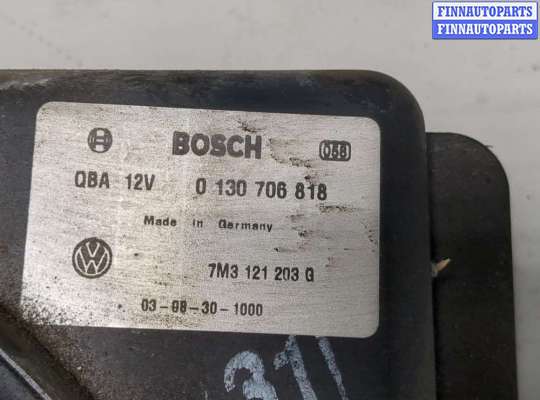 FINNAUTOPARTS
FINNAUTOPARTS
BOSCH 058
QBA 12V 0 130 706 818
Made in Germany
7M3 121 203 G
03-08-30-1000
311